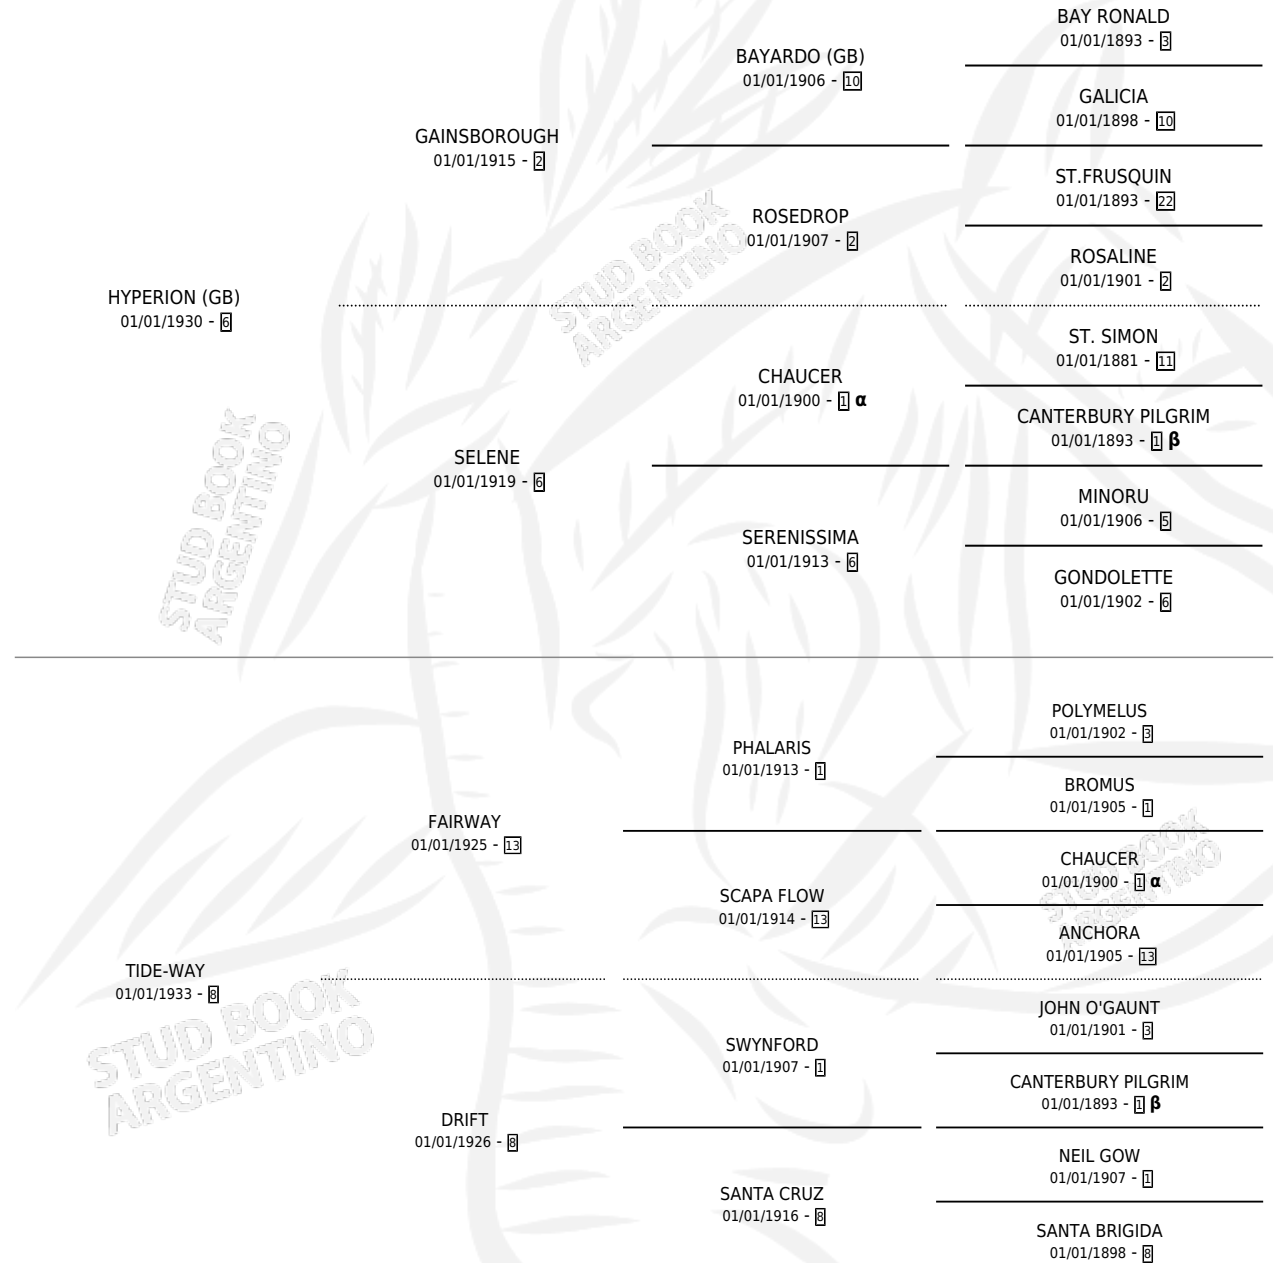 BAY RONALD
01/01/1893 - 3
BAYARDO (GB)
01/01/1906 - 10
GALICIA
01/01/1898 - 10
GAINSBOROUGH
01/01/1915 - 2
ST.FRUSQUIN
01/01/1893 - 22
ROSEDROP
01/01/1907 - 2
ROSALINE
01/01/1901 - 2
HYPERION (GB)
01/01/1930 - 6
ST. SIMON
01/01/1881 - 11
CHAUCER
01/01/1900 - 1 α
CANTERBURY PILGRIM
01/01/1893 - 1 β
SELENE
01/01/1919 - 6
MINORU
01/01/1906 - 5
SERENISSIMA
01/01/1913 - 6
GONDOLETTE
01/01/1902 - 6
POLYMELUS
01/01/1902 - 3
PHALARIS
01/01/1913 - 1
BROMUS
01/01/1905 - 1
FAIRWAY
01/01/1925 - 13
CHAUCER
01/01/1900 - 1 α
SCAPA FLOW
01/01/1914 - 13
ANCHORA
01/01/1905 - 13
TIDE-WAY
01/01/1933 - 8
JOHN O'GAUNT
01/01/1901 - 3
SWYNFORD
01/01/1907 - 1
CANTERBURY PILGRIM
01/01/1893 - 1 β
DRIFT
01/01/1926 - 8
NEIL GOW
01/01/1907 - 1
SANTA CRUZ
01/01/1916 - 8
SANTA BRIGIDA
01/01/1898 - 8
STUD BOOK
ARGENTINO
STUD BOOK
ARGENTINO
STUD BOOK
ARGENTINO
STUD BOOK
ARGENTINO